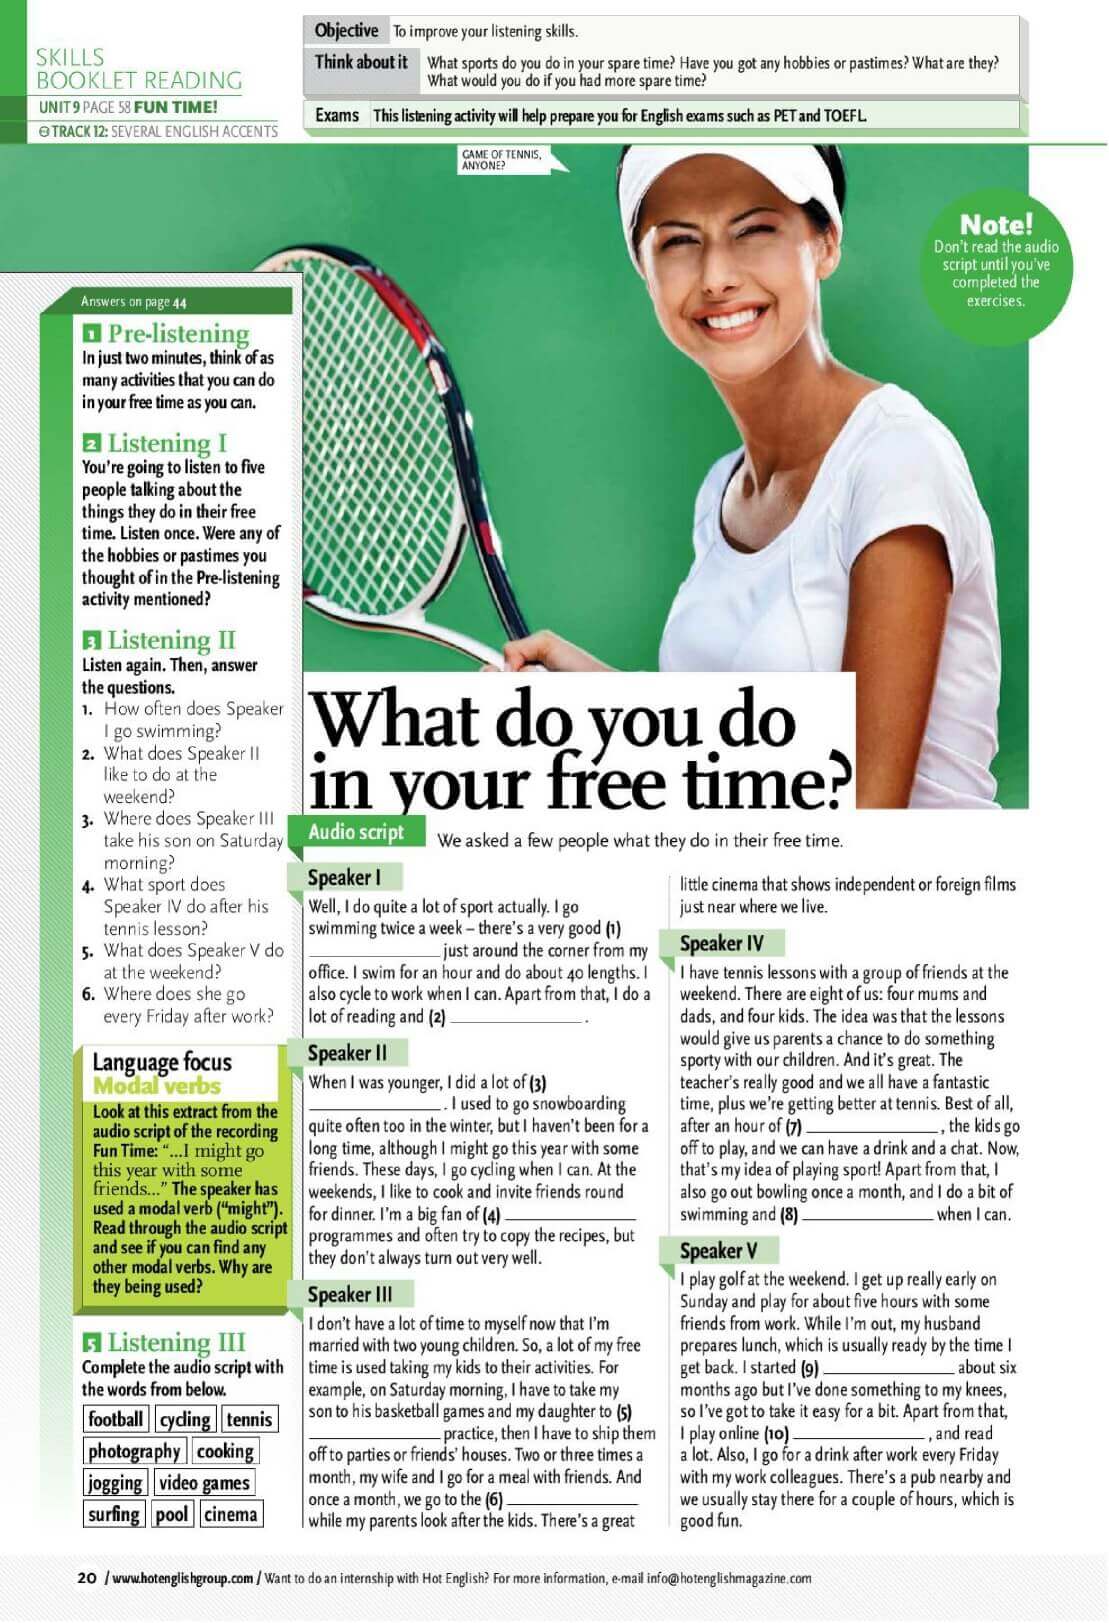 SKILLS
BOOKLET READING
UNIT 9 PAGE 58 FUN TIME!
TRACK 12: SEVERAL ENGLISH ACCENTS
Objective To improve your listening skills.
Think about it What sports do you do in your spare time? Have you got any hobbies or pastimes? What are they?
What would you do if you had more spare time?
Exams This listening activity will help prepare you for English exams such as PET and TOEFL.
GAME OF TENNIS,
ANYONE?
Note!
Don't read the audio
script until you've
completed the
exercises.
Answers on page 44
1 Pre-listening
In just two minutes, think of as
many activities that you can do
in your free time as you can.
2 Listening I
You're going to listen to five
people talking about the
things they do in their free
time. Listen once. Were any of
the hobbies or pastimes you
thought of in the Pre-listening
activity mentioned?
3 Listening II
Listen again. Then, answer
the questions.
1. How often does Speaker
I go swimming?
2. What does Speaker II
like to do at the
weekend?
3. Where does Speaker III
take his son on Saturday
morning?
4. What sport does
Speaker IV do after his
tennis lesson?
5. What does Speaker V do
at the weekend?
6. Where does she go
every Friday after work?
Language focus
Modal verbs
Look at this extract from the
audio script of the recording
Fun Time: “...I might go
this year with some
friends...” The speaker has
used a modal verb (“might”).
Read through the audio script
and see if you can find any
other modal verbs. Why are
they being used?
5 Listening III
Complete the audio script with
the words from below.
football cycling tennis
photography cooking
jogging video games
surfing pool cinema
What do you do
in your free time?
Audio script We asked a few people what they do in their free time.
Speaker I
Well, I do quite a lot of sport actually. I go
swimming twice a week – there's a very good (1)
____________ just around the corner from my
office. I swim for an hour and do about 40 lengths. I
also cycle to work when I can. Apart from that, I do a
lot of reading and (2) ____________ .
Speaker II
When I was younger, I did a lot of (3)
____________ . I used to go snowboarding
quite often too in the winter, but I haven't been for a
long time, although I might go this year with some
friends. These days, I go cycling when I can. At the
weekends, I like to cook and invite friends round
for dinner. I'm a big fan of (4) ____________
programmes and often try to copy the recipes, but
they don't always turn out very well.
Speaker III
I don't have a lot of time to myself now that I'm
married with two young children. So, a lot of my free
time is used taking my kids to their activities. For
example, on Saturday morning, I have to take my
son to his basketball games and my daughter to (5)
____________ practice, then I have to ship them
off to parties or friends' houses. Two or three times a
month, my wife and I go for a meal with friends. And
once a month, we go to the (6) ____________
while my parents look after the kids. There's a great
little cinema that shows independent or foreign films
just near where we live.
Speaker IV
I have tennis lessons with a group of friends at the
weekend. There are eight of us: four mums and
dads, and four kids. The idea was that the lessons
would give us parents a chance to do something
sporty with our children. And it's great. The
teacher's really good and we all have a fantastic
time, plus we're getting better at tennis. Best of all,
after an hour of (7) ____________ , the kids go
off to play, and we can have a drink and a chat. Now,
that's my idea of playing sport! Apart from that, I
also go out bowling once a month, and I do a bit of
swimming and (8) ____________ when I can.
Speaker V
I play golf at the weekend. I get up really early on
Sunday and play for about five hours with some
friends from work. While I'm out, my husband
prepares lunch, which is usually ready by the time I
get back. I started (9) ____________ about six
months ago but I've done something to my knees,
so I've got to take it easy for a bit. Apart from that,
I play online (10) ____________ , and read
a lot. Also, I go for a drink after work every Friday
with my work colleagues. There's a pub nearby and
we usually stay there for a couple of hours, which is
good fun.
20 / www.hotenglishgroup.com / Want to do an internship with Hot English? For more information, e-mail info@hotenglishmagazine.com